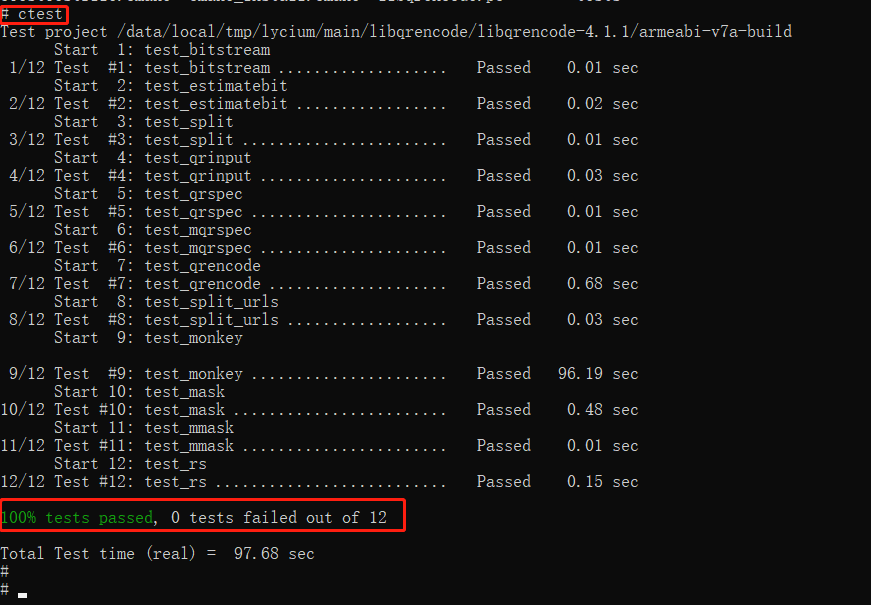 # ctest
Test project /data/local/tmp/lycium/main/libqrencode/libqrencode-4.1.1/armeabi-v7a-build
      Start  1: test_bitstream
 1/12 Test  #1: test_bitstream ...................   Passed    0.01 sec
      Start  2: test_estimatebit
 2/12 Test  #2: test_estimatebit .................   Passed    0.02 sec
      Start  3: test_split
 3/12 Test  #3: test_split .......................   Passed    0.01 sec
      Start  4: test_qrinput
 4/12 Test  #4: test_qrinput .....................   Passed    0.03 sec
      Start  5: test_qrspec
 5/12 Test  #5: test_qrspec ......................   Passed    0.01 sec
      Start  6: test_mqrspec
 6/12 Test  #6: test_mqrspec .....................   Passed    0.01 sec
      Start  7: test_qrencode
 7/12 Test  #7: test_qrencode ....................   Passed    0.68 sec
      Start  8: test_split_urls
 8/12 Test  #8: test_split_urls ..................   Passed    0.03 sec
      Start  9: test_monkey
 9/12 Test  #9: test_monkey ......................   Passed   96.19 sec
      Start 10: test_mask
10/12 Test #10: test_mask ........................   Passed    0.48 sec
      Start 11: test_mmask
11/12 Test #11: test_mmask .......................   Passed    0.01 sec
      Start 12: test_rs
12/12 Test #12: test_rs ..........................   Passed    0.15 sec
100% tests passed, 0 tests failed out of 12
Total Test time (real) =  97.68 sec
#
#